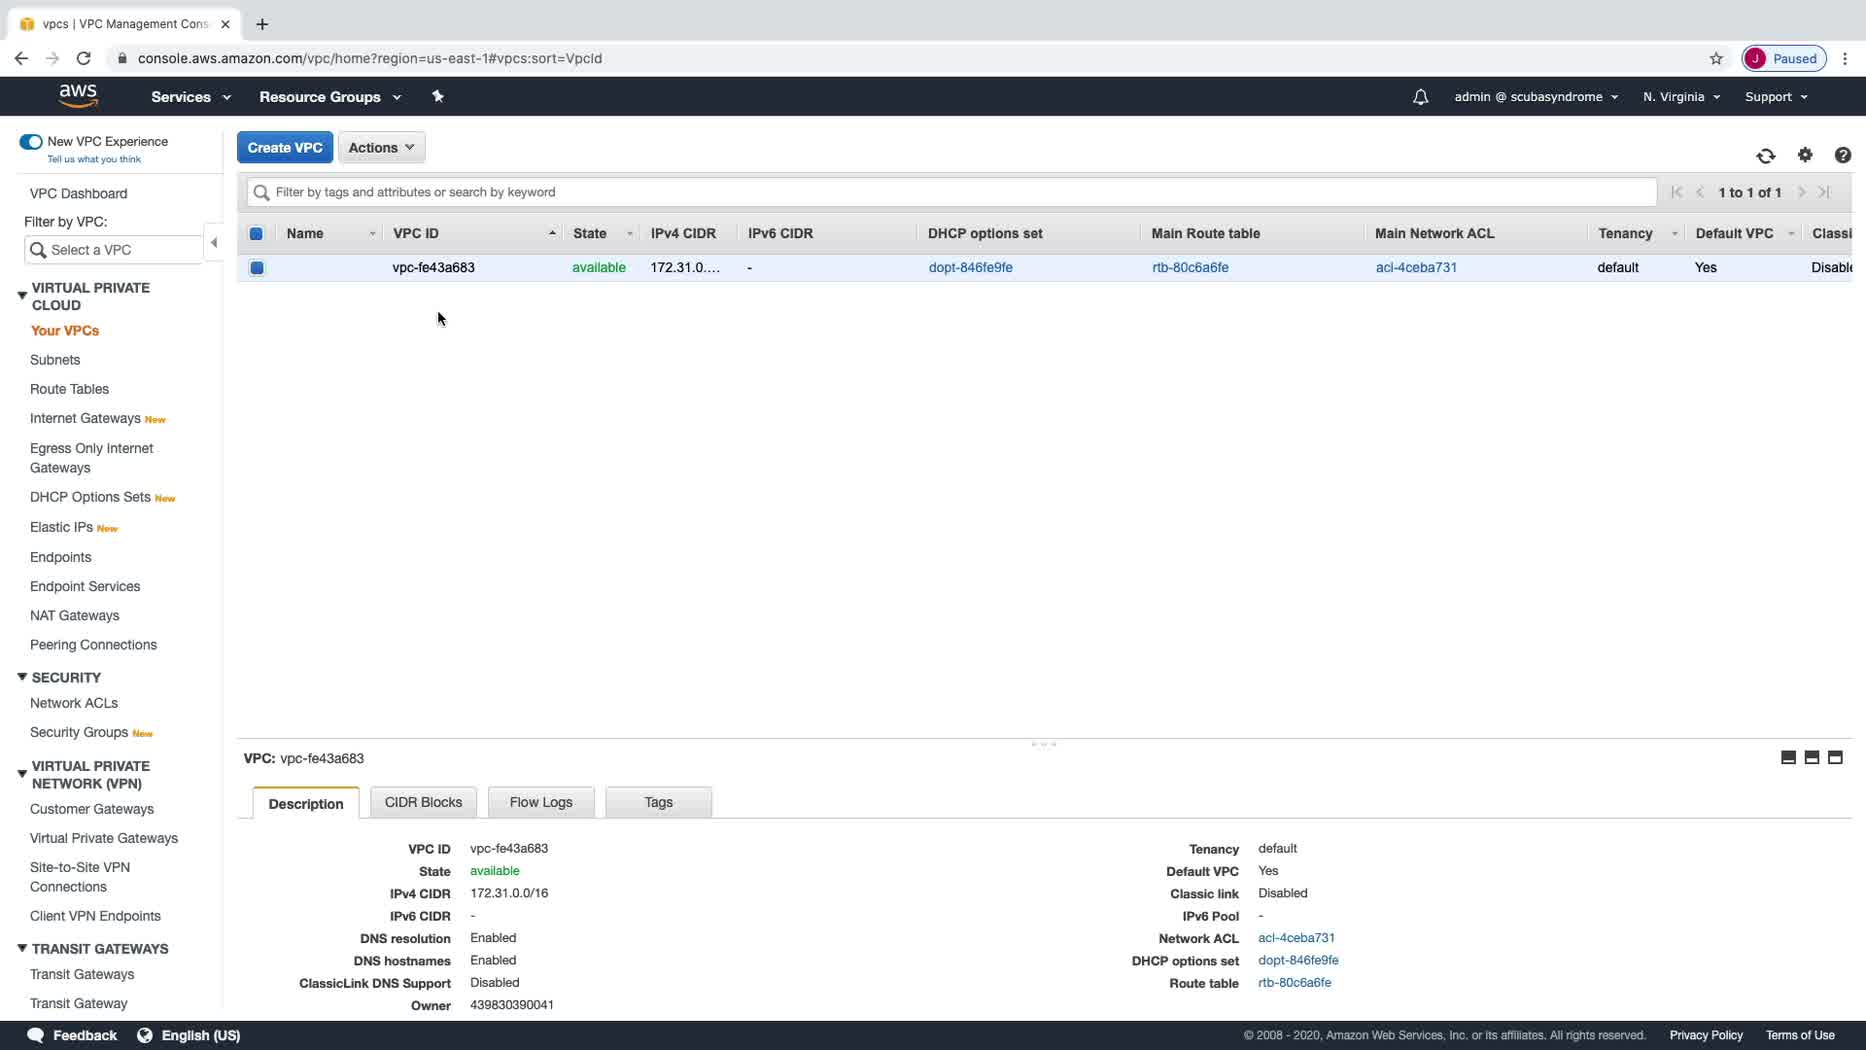 vpcs | VPC Management Cons
console.aws.amazon.com/vpc/home?region=us-east-1#vpcs:sort=VpcId
J Paused
aws
Services
Resource Groups
admin @ scubasyndrome
N. Virginia
Support
New VPC Experience
Tell us what you think
VPC Dashboard
Filter by VPC:
Select a VPC
VIRTUAL PRIVATE
CLOUD
Your VPCs
Subnets
Route Tables
Internet Gateways New
Egress Only Internet
Gateways
DHCP Options Sets New
Elastic IPs New
Endpoints
Endpoint Services
NAT Gateways
Peering Connections
SECURITY
Network ACLs
Security Groups New
VIRTUAL PRIVATE
NETWORK (VPN)
Customer Gateways
Virtual Private Gateways
Site-to-Site VPN
Connections
Client VPN Endpoints
TRANSIT GATEWAYS
Transit Gateways
Transit Gateway
Create VPC
Actions
Filter by tags and attributes or search by keyword
1 to 1 of 1
Name VPC ID State IPv4 CIDR IPv6 CIDR DHCP options set Main Route table Main Network ACL Tenancy Default VPC Classi
vpc-fe43a683 available 172.31.0.... - dopt-846fe9fe rtb-80c6a6fe acl-4ceba731 default Yes Disable
VPC: vpc-fe43a683
Description CIDR Blocks Flow Logs Tags
VPC ID vpc-fe43a683
State available
IPv4 CIDR 172.31.0.0/16
IPv6 CIDR -
DNS resolution Enabled
DNS hostnames Enabled
ClassicLink DNS Support Disabled
Owner 439830390041
Tenancy default
Default VPC Yes
Classic link Disabled
IPv6 Pool -
Network ACL acl-4ceba731
DHCP options set dopt-846fe9fe
Route table rtb-80c6a6fe
Feedback
English (US)
© 2008 - 2020, Amazon Web Services, Inc. or its affiliates. All rights reserved.
Privacy Policy
Terms of Use